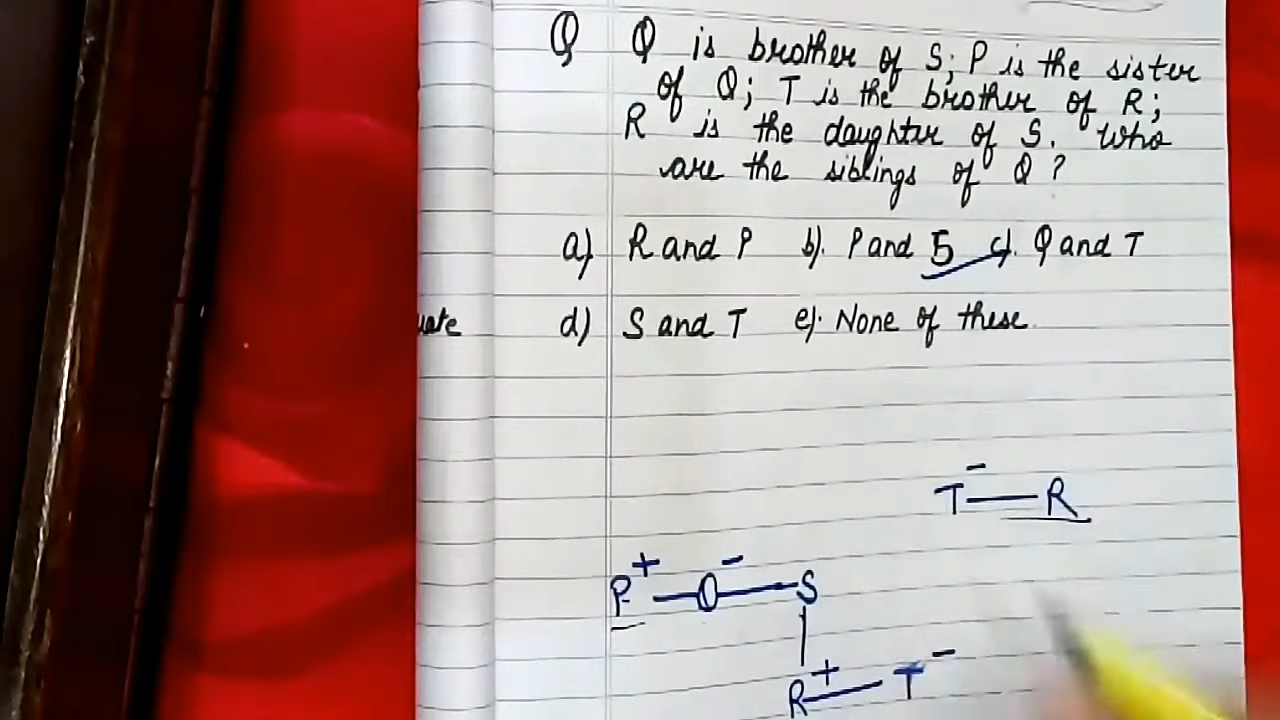 Q Q is brother of S; P is the sister
of Q; T is the brother of R;
R is the daughter of S. Who
are the siblings of Q?
a) R and P b). P and S c). Q and T
d) S and T e). None of these.
T - R
P + Q - S
R + T -